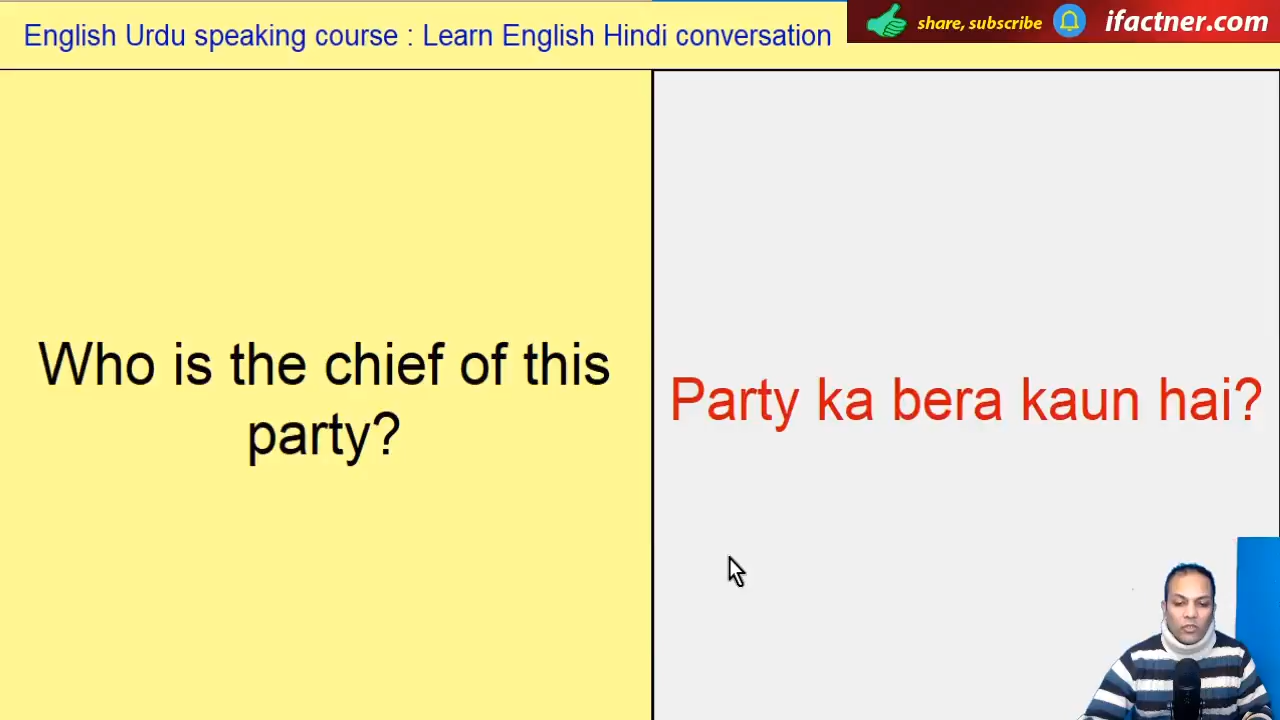 English Urdu speaking course : Learn English Hindi conversation
share, subscribe
ifactner.com
Who is the chief of this
party?
Party ka bera kaun hai?